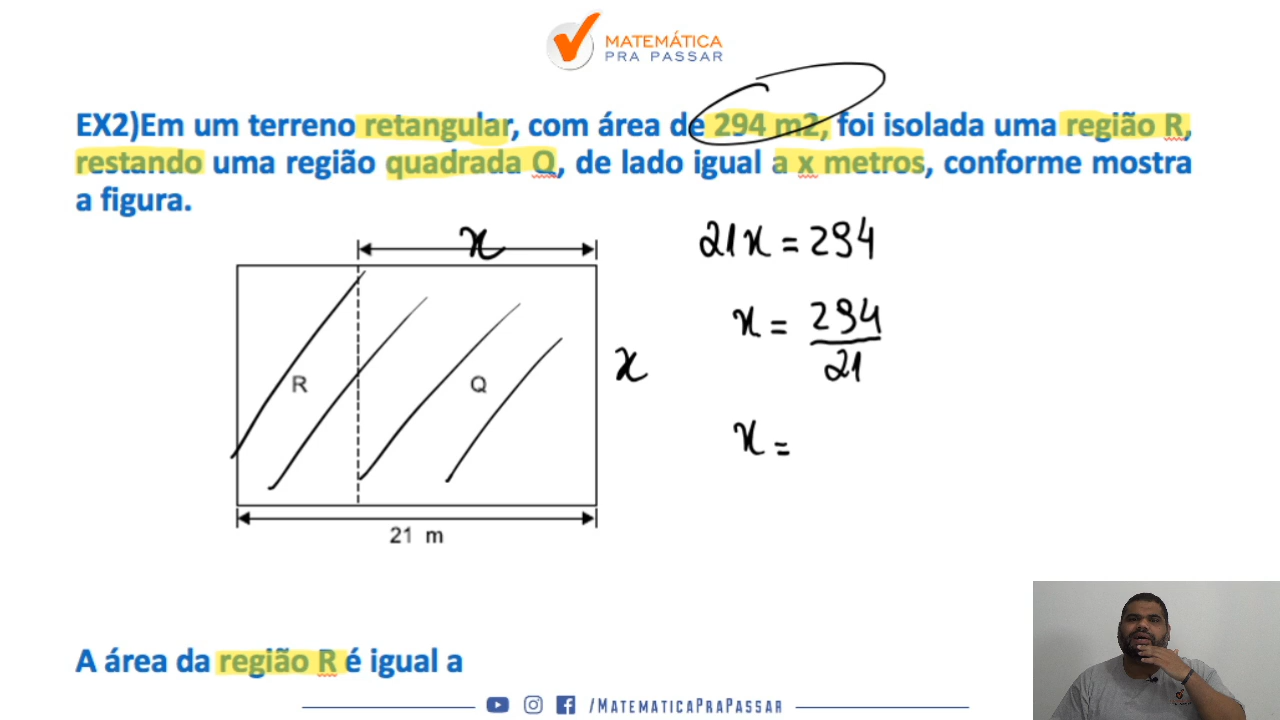 MATEMÁTICA
PRA PASSAR
EX2)Em um terreno retangular, com área de 294 m2, foi isolada uma região R,
restando uma região quadrada Q, de lado igual a x metros, conforme mostra
a figura.
x
21x = 294
x = 294
21
x
R
Q
x =
21 m
A área da região R é igual a
/MATEMATICAPRAPASSAR